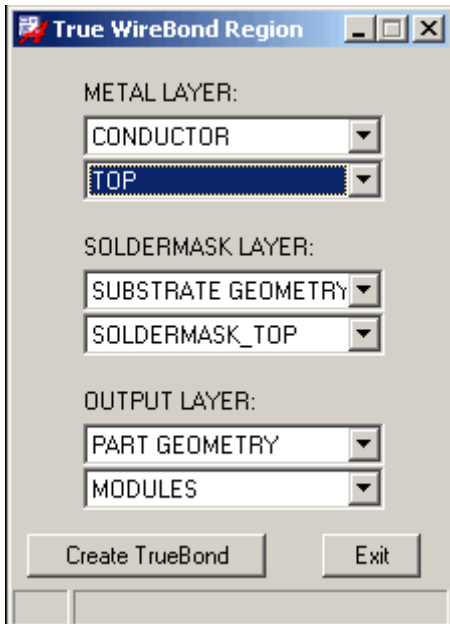 True WireBond Region
METAL LAYER:
CONDUCTOR
TOP
SOLDERMASK LAYER:
SUBSTRATE GEOMETRY
SOLDERMASK_TOP
OUTPUT LAYER:
PART GEOMETRY
MODULES
Create TrueBond Exit